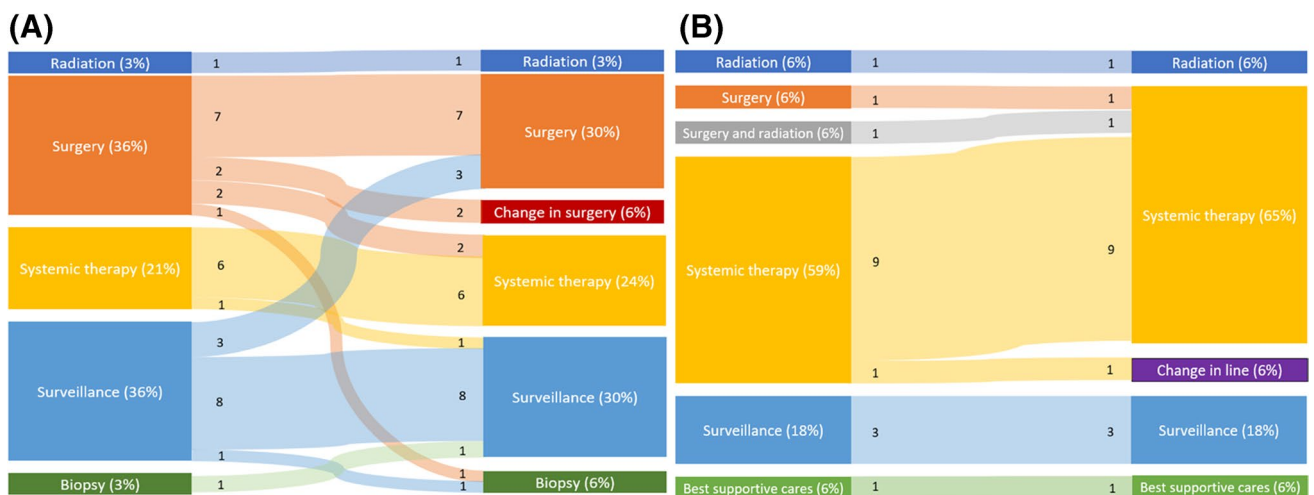 (A)
Radiation (3%) 1 1 Radiation (3%)
7 7
Surgery (36%) Surgery (30%)
2 3
2
1 2 Change in surgery (6%)
2
Systemic therapy (21%) 6 Systemic therapy (24%)
6
1
1
3
Surveillance (36%) 8 8 Surveillance (30%)
1 1
1
Biopsy (3%) 1 1 Biopsy (6%)
(B)
Radiation (6%) 1 1 Radiation (6%)
Surgery (6%) 1 1
Surgery and radiation (6%) 1 1
Systemic therapy (65%)
Systemic therapy (59%) 9 9
1 1 Change in line (6%)
Surveillance (18%) 3 3 Surveillance (18%)
Best supportive cares (6%) 1 1 Best supportive cares (6%)